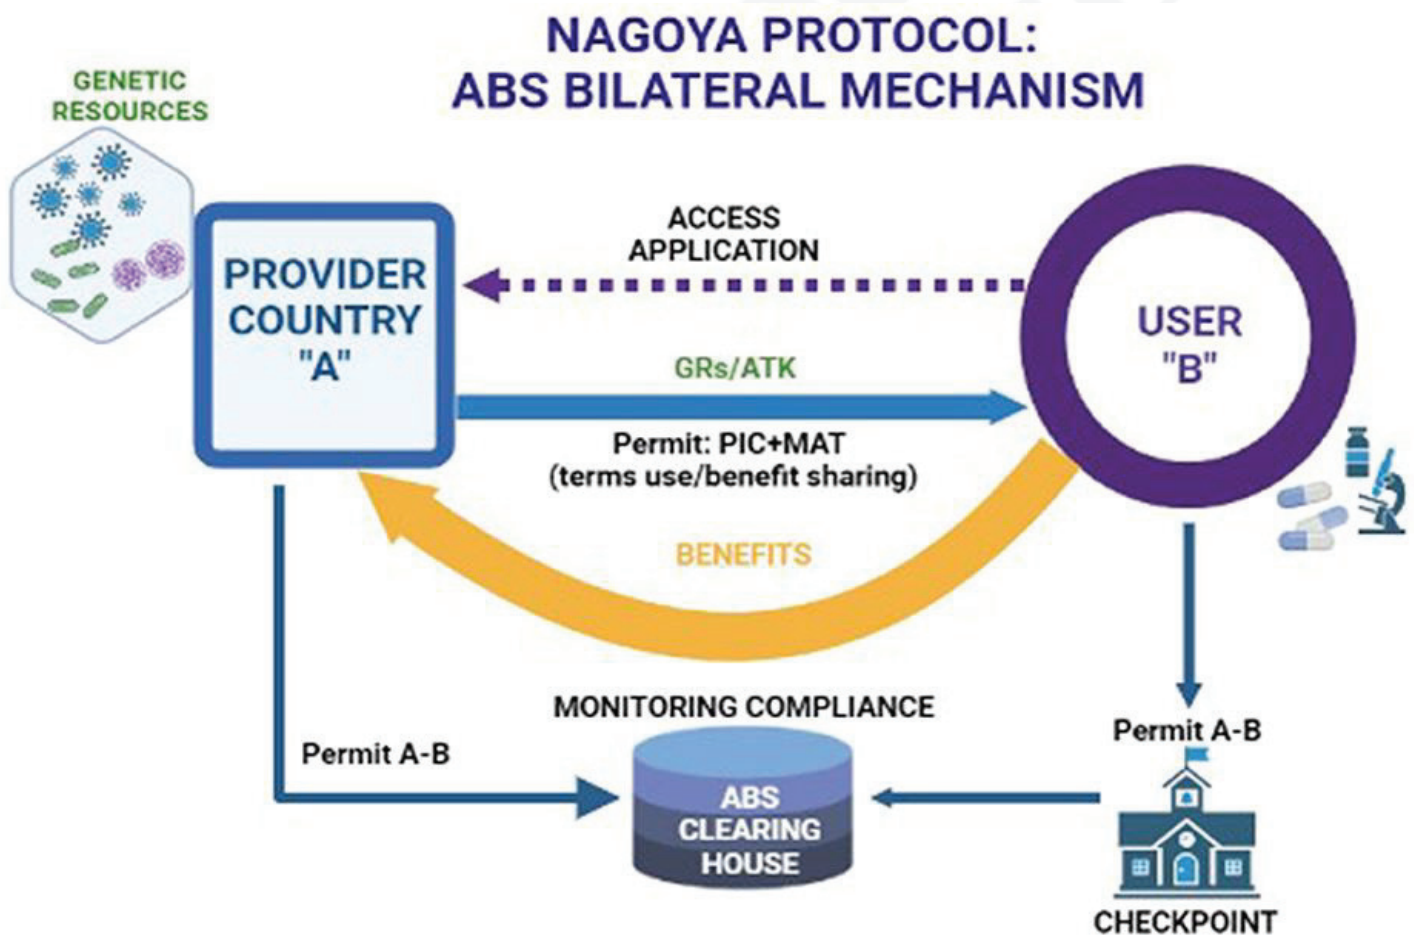 NAGOYA PROTOCOL:
ABS BILATERAL MECHANISM
GENETIC
RESOURCES
PROVIDER
COUNTRY
"A"
ACCESS
APPLICATION
USER
"B"
GRs/ATK
Permit: PIC+MAT
(terms use/benefit sharing)
BENEFITS
MONITORING COMPLIANCE
Permit A-B
ABS
CLEARING
HOUSE
Permit A-B
CHECKPOINT